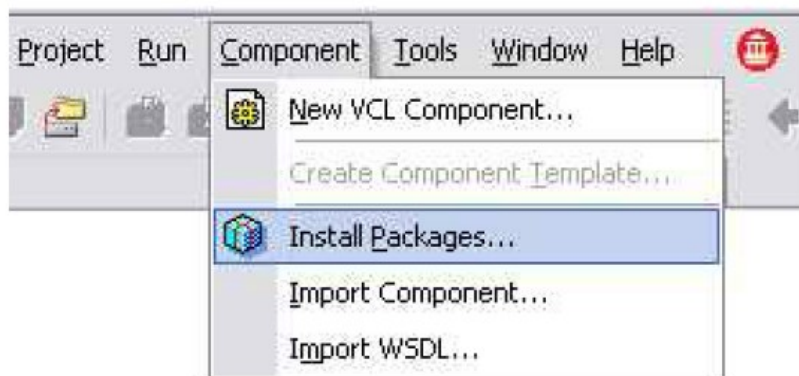 Project Run Component Tools Window Help
New VCL Component...
Create Component Template...
Install Packages...
Import Component...
Import WSDL...